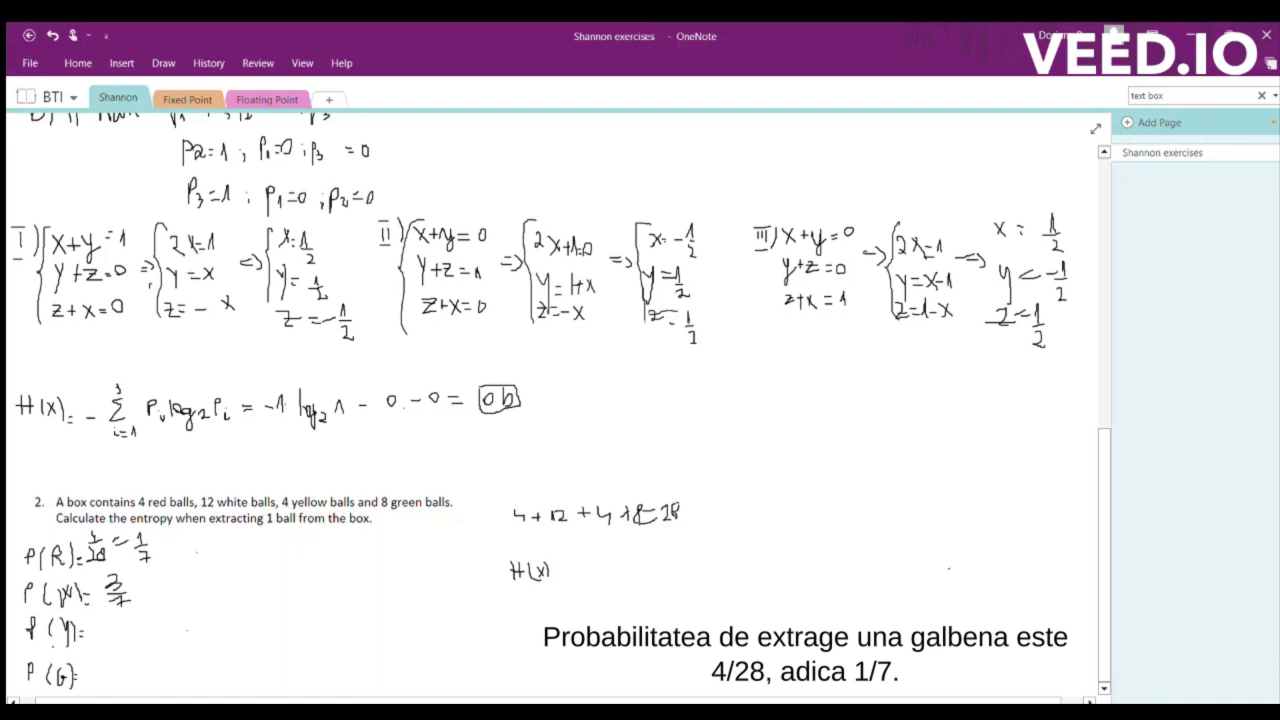 Shannon exercises - OneNote
VEED.IO
File Home Insert Draw History Review View Help
BTI Shannon Fixed Point Floating Point +
text box
Add Page
Shannon exercises
P2=1 ; P1=0 ; P3 =0
P3=1 ; P1=0 ; P2=0
I) x+y=1 => 2x=1 <=> x=1/2
y+z=0 y=x y=1/2
z+x=0 z=-x z=-1/2
II) x+y=0 => 2x+1=0 => x=-1/2
y+z=1 y=1+x y=1/2
z+x=0 z=-x z=1/2
III) x+y=0 => 2x=1 => x=1/2
y+z=0 y=x-1 y=-1/2
z+x=1 z=1-x z=1/2
H(x)= - Σ i=1 3 Pi log2 Pi = -1 log2 1 - 0 - 0 = 0b
2. A box contains 4 red balls, 12 white balls, 4 yellow balls and 8 green balls.
Calculate the entropy when extracting 1 ball from the box.
4+12+4+8=28
P(R)=4/28=1/7
H(x)
P(W)=3/7
P(Y)=
P(G)=
Probabilitatea de extrage una galbena este
4/28, adica 1/7.